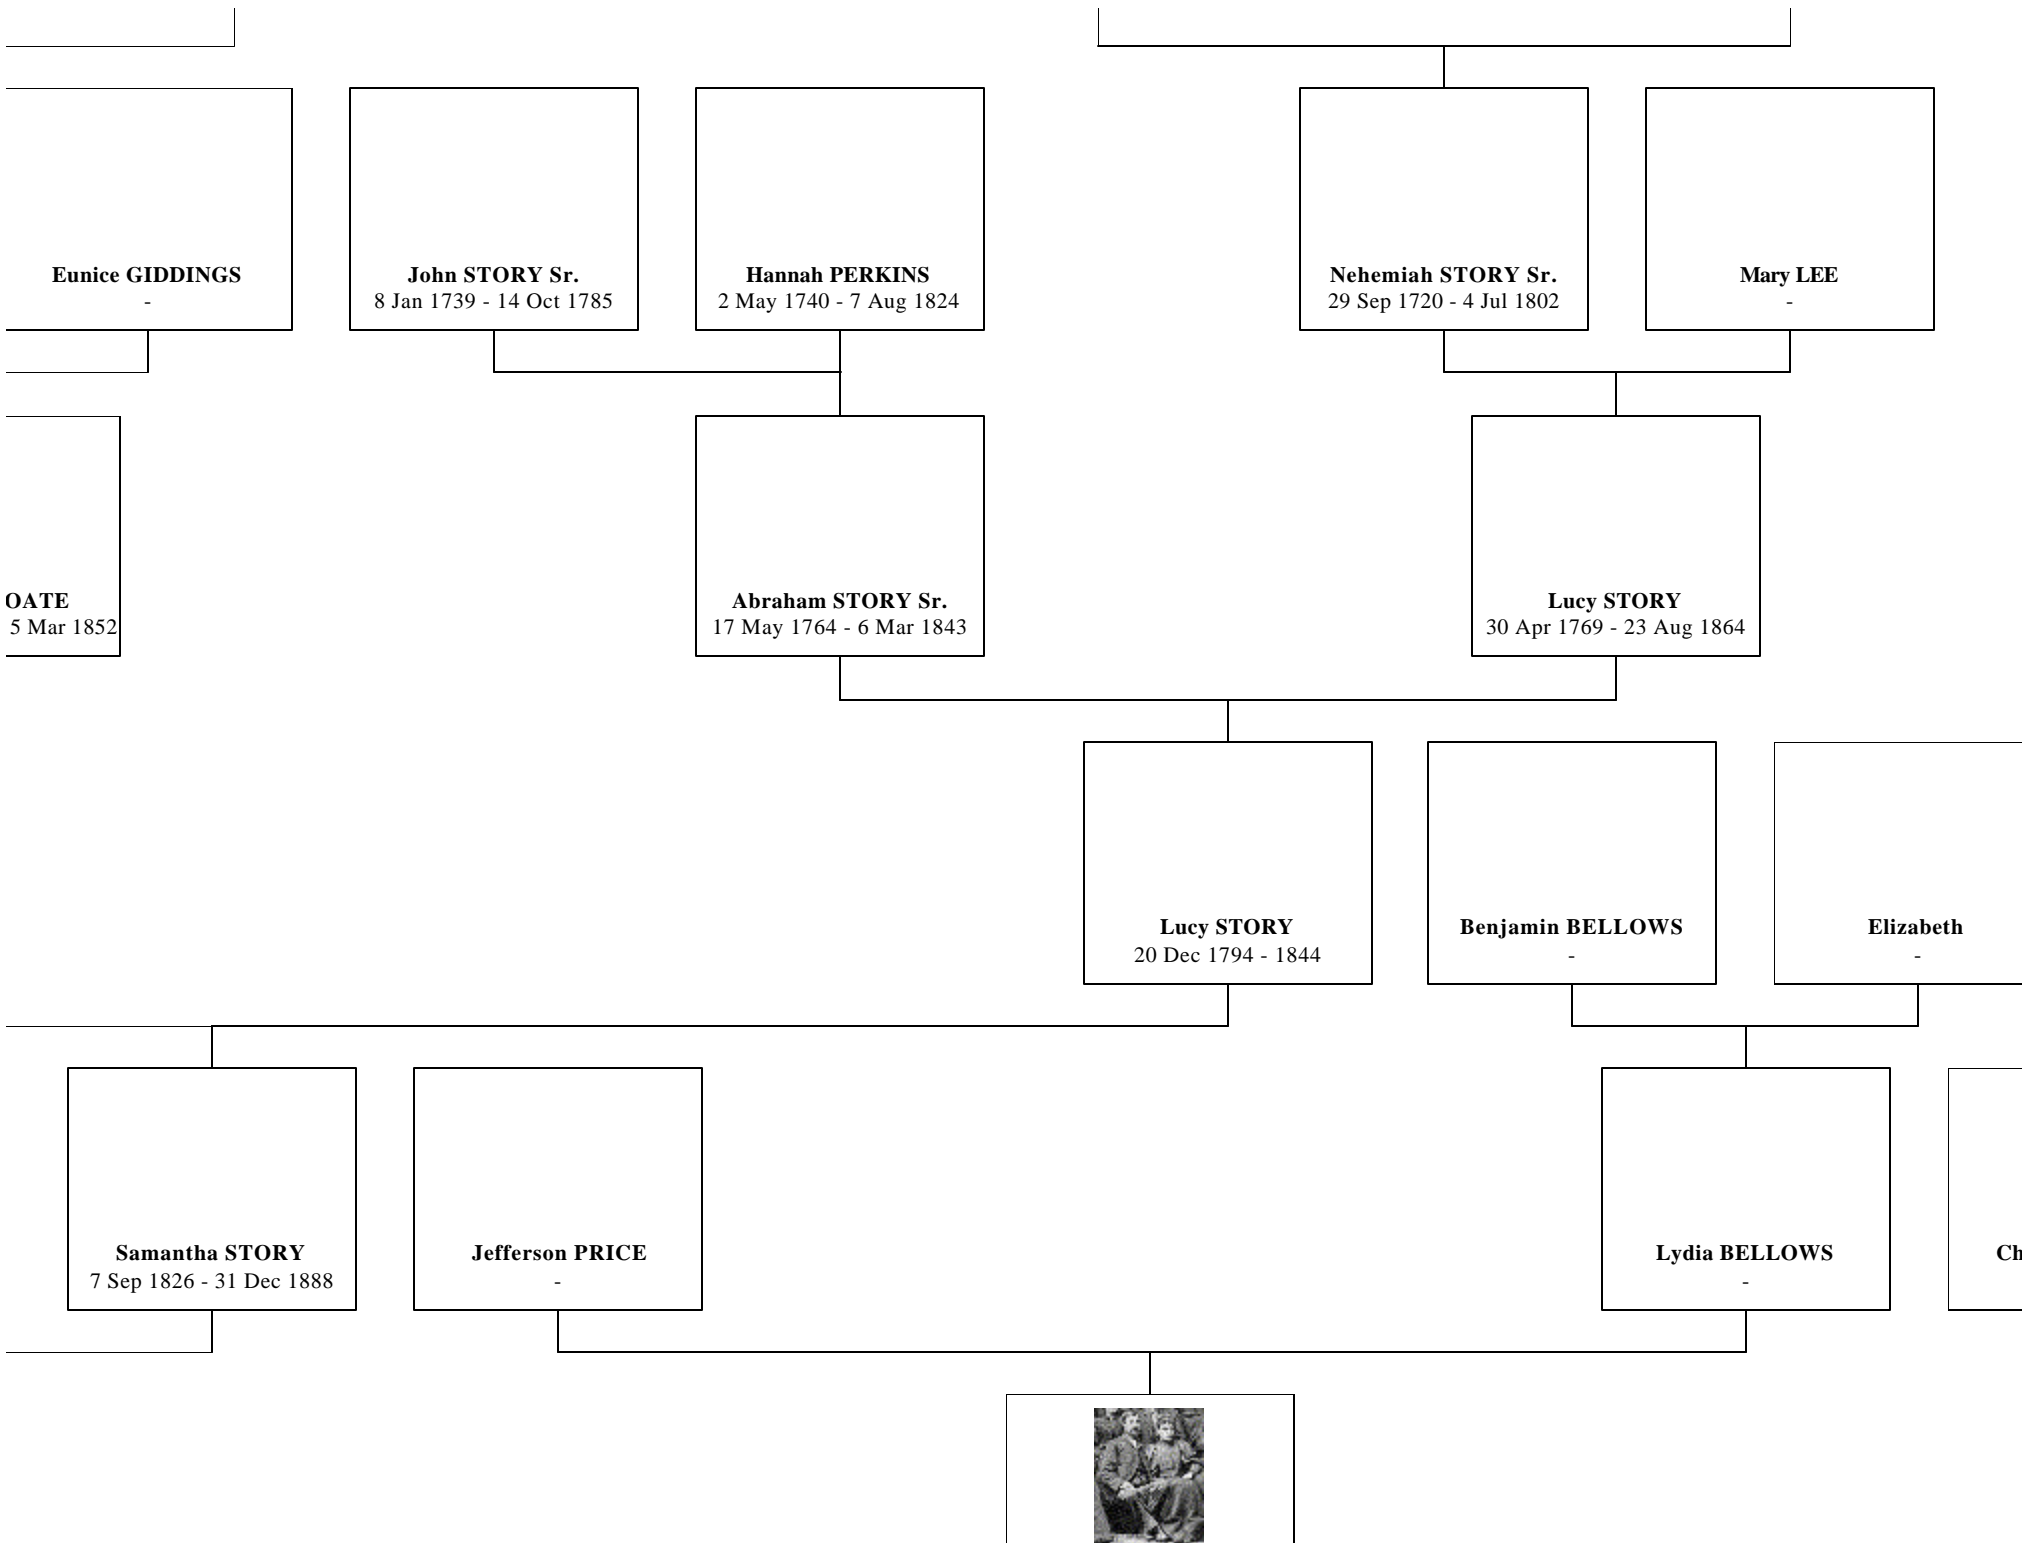 Eunice GIDDINGS
-
John STORY Sr.
8 Jan 1739 - 14 Oct 1785
Hannah PERKINS
2 May 1740 - 7 Aug 1824
Nehemiah STORY Sr.
29 Sep 1720 - 4 Jul 1802
Mary LEE
-
OATE
5 Mar 1852
Abraham STORY Sr.
17 May 1764 - 6 Mar 1843
Lucy STORY
30 Apr 1769 - 23 Aug 1864
Lucy STORY
20 Dec 1794 - 1844
Benjamin BELLOWS
-
Elizabeth
-
Samantha STORY
7 Sep 1826 - 31 Dec 1888
Jefferson PRICE
-
Lydia BELLOWS
-
Ch